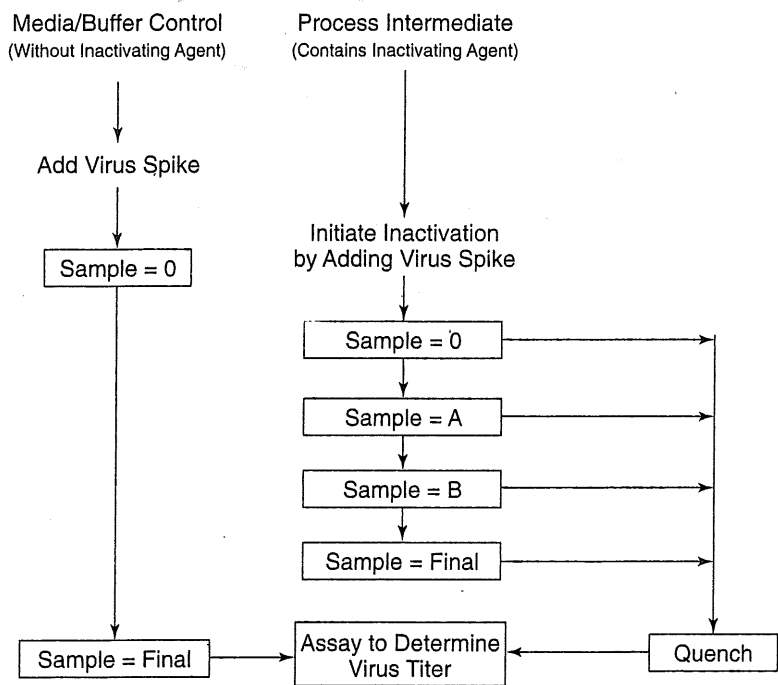 Media/Buffer Control
(Without Inactivating Agent)
Add Virus Spike
Sample = 0
Sample = Final
Process Intermediate
(Contains Inactivating Agent)
Initiate Inactivation
by Adding Virus Spike
Sample = 0
Sample = A
Sample = B
Sample = Final
Assay to Determine
Virus Titer
Quench